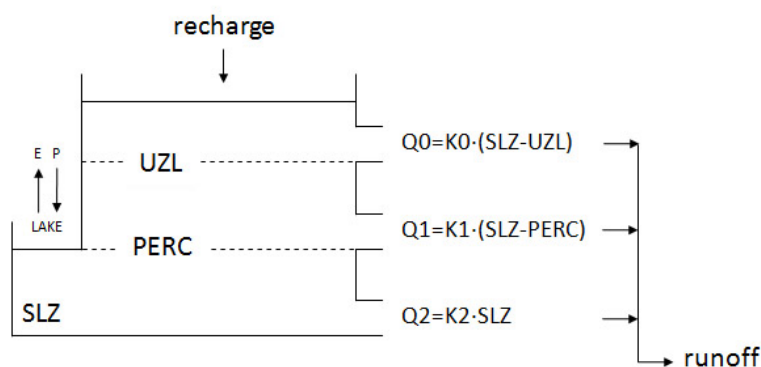 recharge
Q0=K0·(SLZ-UZL)
E P
UZL
LAKE
Q1=K1·(SLZ-PERC)
PERC
SLZ
Q2=K2·SLZ
runoff